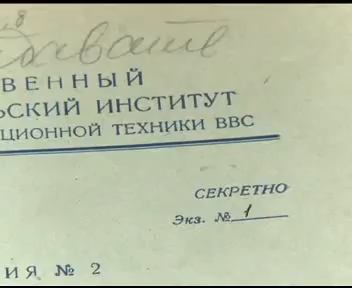 ВЕННЫЙ
ЬСКИЙ ИНСТИТУТ
ЦИОННОЙ ТЕХНИКИ ВВС
СЕКРЕТНО
Экз. № 1
ИЯ № 2